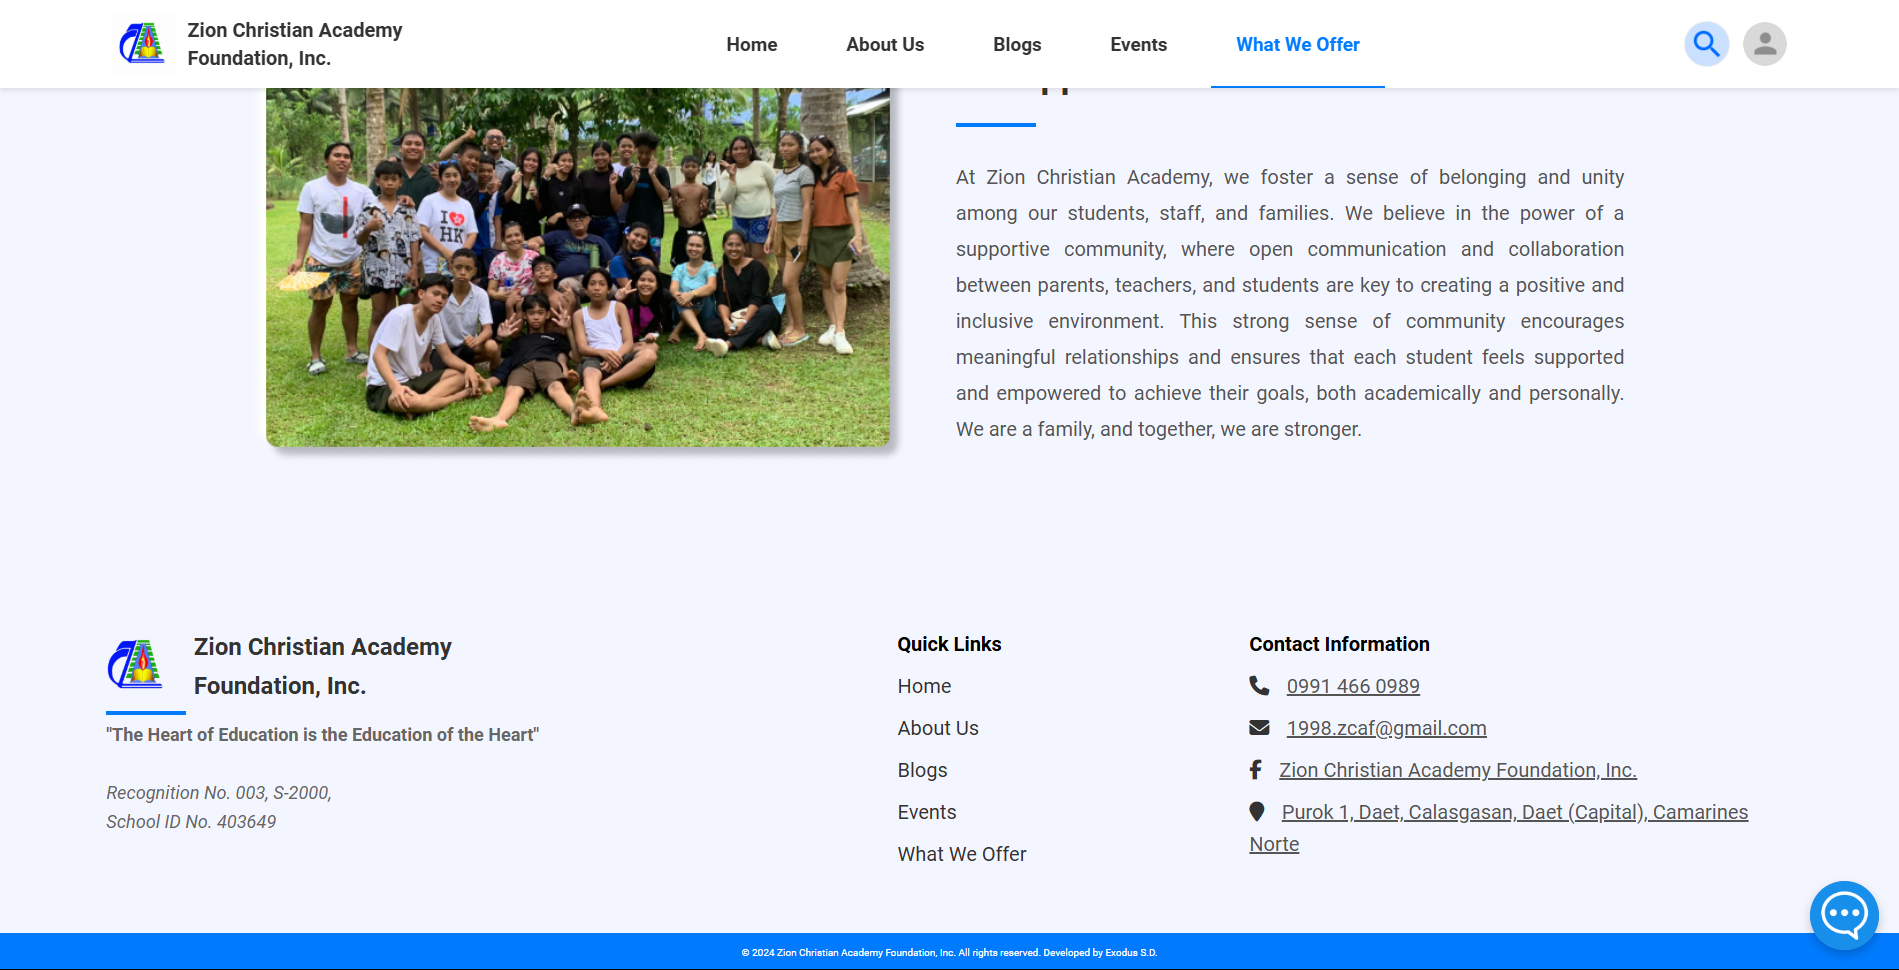 Zion Christian Academy
Foundation, Inc.
Home
About Us
Blogs
Events
What We Offer
I
HK
At Zion Christian Academy, we foster a sense of belonging and unity
among our students, staff, and families. We believe in the power of a
supportive community, where open communication and collaboration
between parents, teachers, and students are key to creating a positive and
inclusive environment. This strong sense of community encourages
meaningful relationships and ensures that each student feels supported
and empowered to achieve their goals, both academically and personally.
We are a family, and together, we are stronger.
Zion Christian Academy
Foundation, Inc.
"The Heart of Education is the Education of the Heart"
Recognition No. 003, S-2000,
School ID No. 403649
Quick Links
Home
About Us
Blogs
Events
What We Offer
Contact Information
0991 466 0989
1998.zcaf@gmail.com
Zion Christian Academy Foundation, Inc.
Purok 1, Daet, Calasgasan, Daet (Capital), Camarines
Norte
© 2024 Zion Christian Academy Foundation, Inc. All rights reserved. Developed by Exodus S.D.